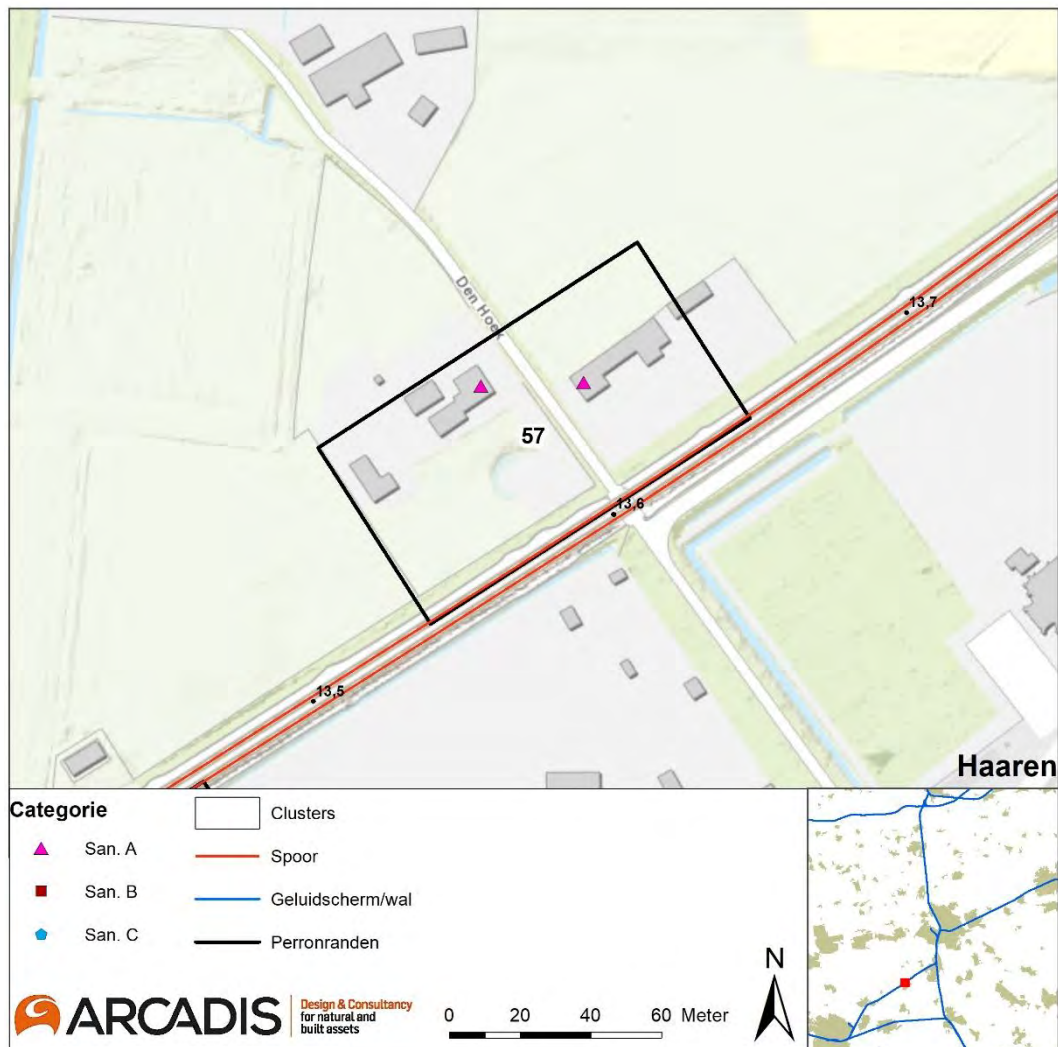 Den Hoek
57
13,7
13,6
13,5
Haaren
Categorie
San. A
San. B
San. C
Clusters
Spoor
Geluidscherm/wal
Perronranden
ARCADIS
Design & Consultancy
for natural and
built assets
0 20 40 60 Meter
N